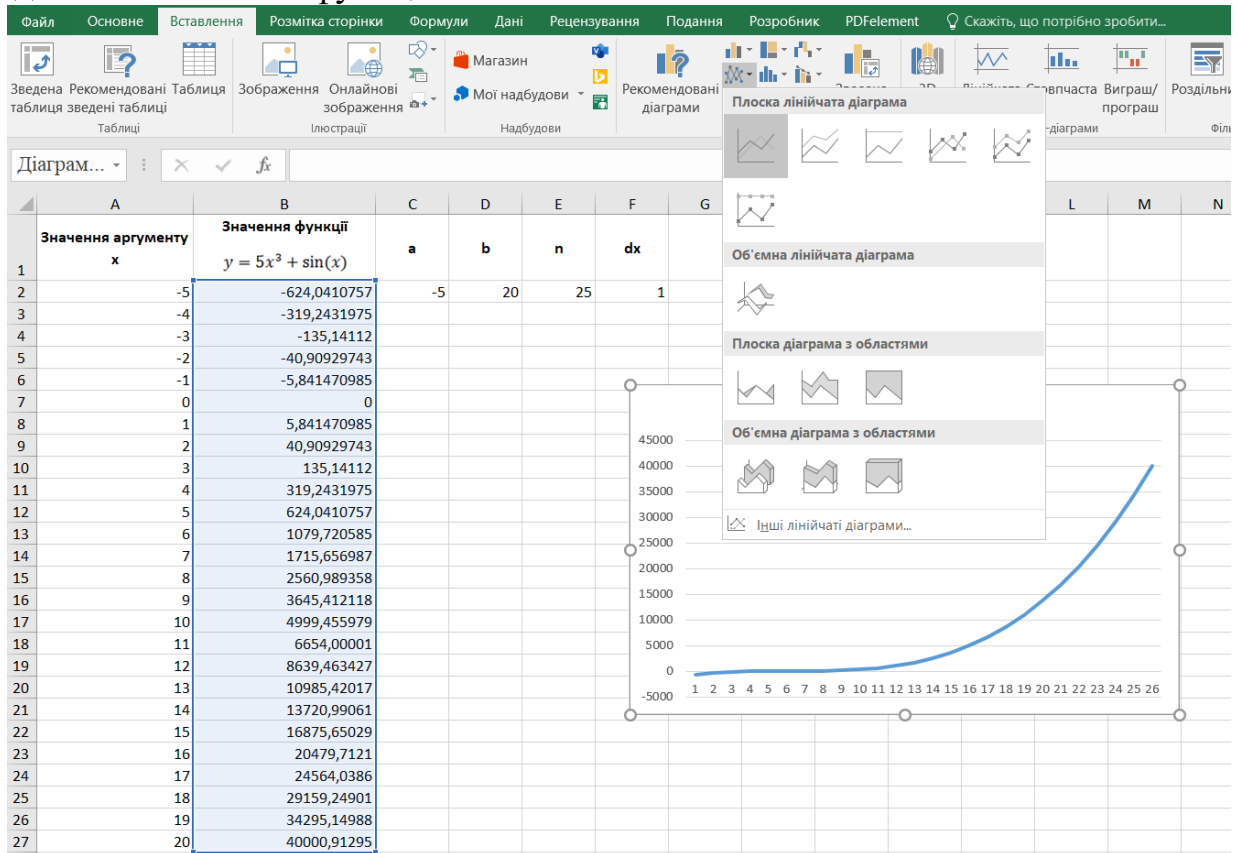 Файл Основне Вставлення Розмітка сторінки Формули Дані Рецензування Подання Розробник PDFelement Скажіть, що потрібно зробити...
Зведена таблиця
Рекомендовані зведені таблиці
Таблиця
Зображення
Онлайнові зображення
Магазин
Мої надбудови
Рекомендовані діаграми
Виграш/програш
Таблиці
Ілюстрації
Надбудови
-діаграми
Плоска лінійчата діаграма
Об'ємна лінійчата діаграма
Плоска діаграма з областями
Об'ємна діаграма з областями
Інші лінійчаті діаграми...
Діаграм... fx
A B C D E F G L M N
1 Значення аргументу x Значення функції y = 5x³ + sin(x) a b n dx
2 -5 -624,0410757 -5 20 25 1
3 -4 -319,2431975
4 -3 -135,14112
5 -2 -40,90929743
6 -1 -5,841470985
7 0 0
8 1 5,841470985
9 2 40,90929743
10 3 135,14112
11 4 319,2431975
12 5 624,0410757
13 6 1079,720585
14 7 1715,656987
15 8 2560,989358
16 9 3645,412118
17 10 4999,455979
18 11 6654,00001
19 12 8639,463427
20 13 10985,42017
21 14 13720,99061
22 15 16875,65029
23 16 20479,7121
24 17 24564,0386
25 18 29159,24901
26 19 34295,14988
27 20 40000,91295
45000
40000
35000
30000
25000
20000
15000
10000
5000
0
-5000
1 2 3 4 5 6 7 8 9 10 11 12 13 14 15 16 17 18 19 20 21 22 23 24 25 26